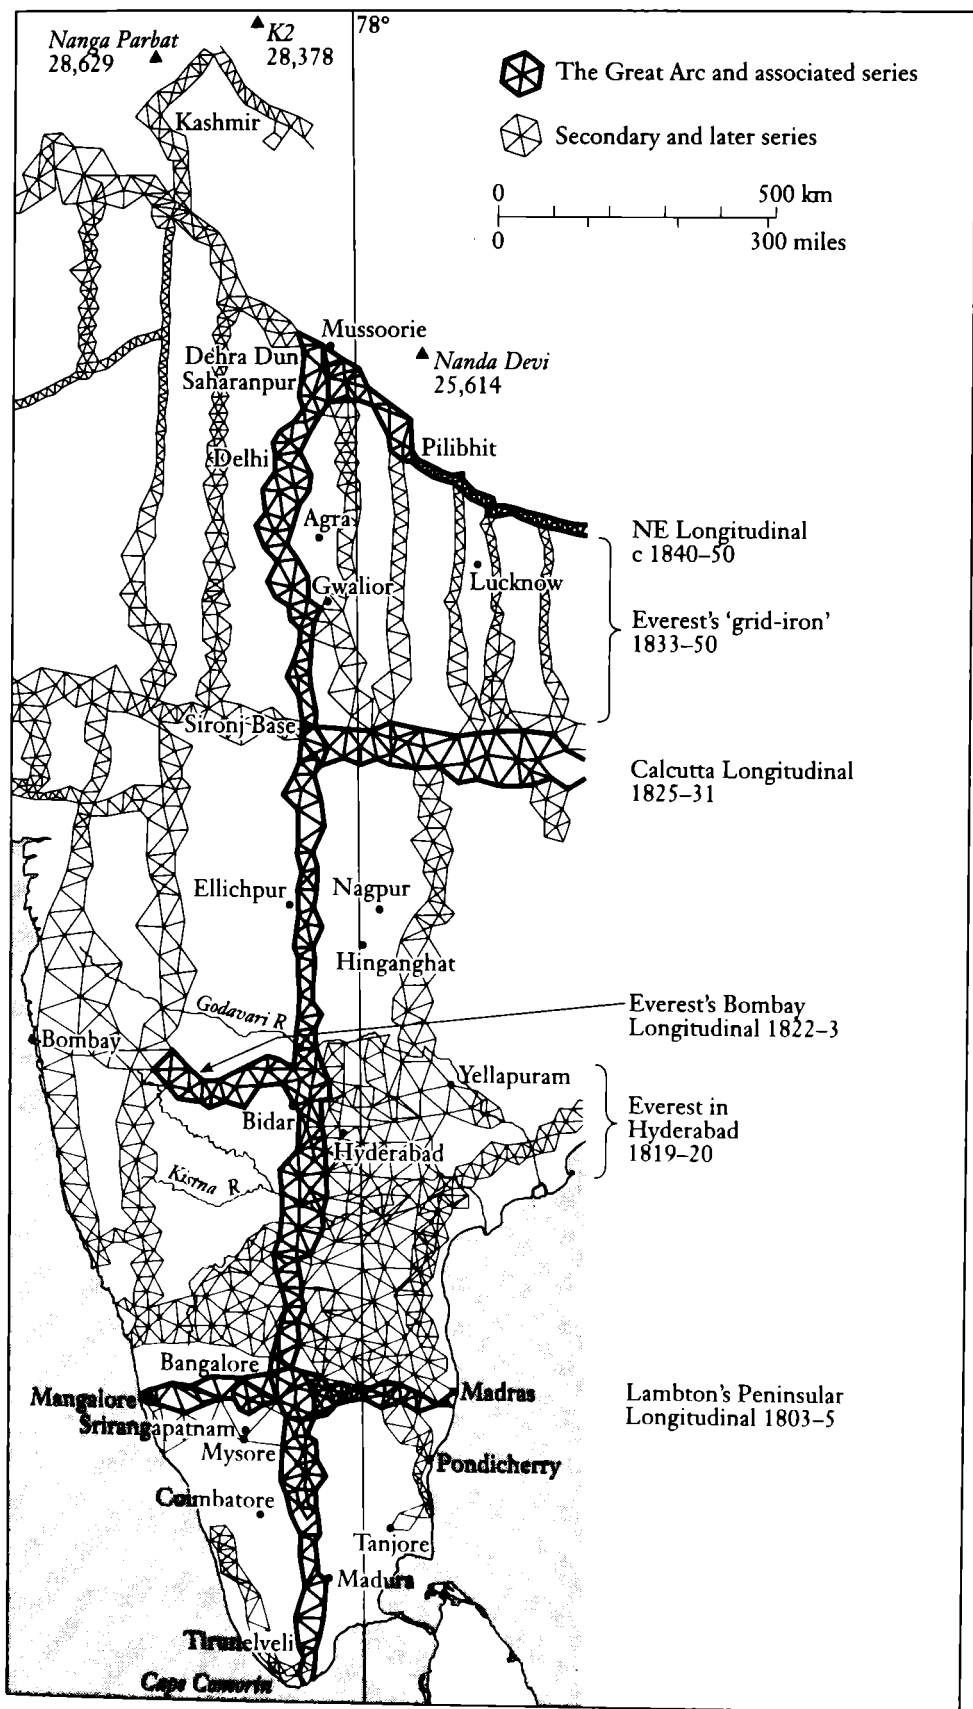 78°
Nanga Parbat
28,629
K2
28,378
Kashmir
The Great Arc and associated series
Secondary and later series
0 500 km
0 300 miles
Mussoorie
Dehra Dun
Saharanpur
Nanda Devi
25,614
Delhi
Pilibhit
Agra
NE Longitudinal
c 1840–50
Lucknow
Gwalior
Everest's 'grid-iron'
1833–50
Sironj Base
Calcutta Longitudinal
1825–31
Ellichpur
Nagpur
Hinganghat
Godavari R
Everest's Bombay
Longitudinal 1822–3
Bombay
Yellapuram
Bidar
Everest in
Hyderabad
1819–20
Hyderabad
Kistna R
Bangalore
Mangalore
Madras
Lambton's Peninsular
Longitudinal 1803–5
Srirangapatnam
Mysore
Pondicherry
Coimbatore
Tanjore
Madura
Tirunelveli
Cape Comorin